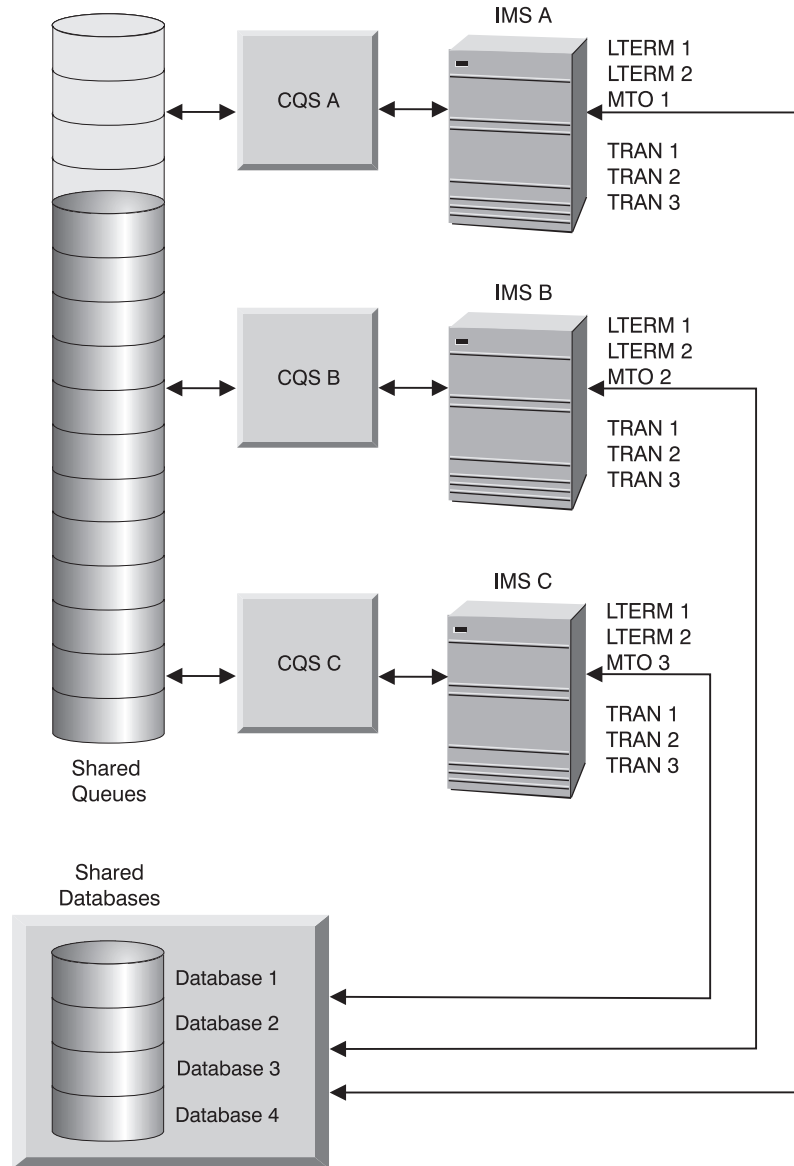 IMS A
CQS A
LTERM 1
LTERM 2
MTO 1
TRAN 1
TRAN 2
TRAN 3
IMS B
CQS B
LTERM 1
LTERM 2
MTO 2
TRAN 1
TRAN 2
TRAN 3
IMS C
CQS C
LTERM 1
LTERM 2
MTO 3
TRAN 1
TRAN 2
TRAN 3
Shared
Queues
Shared
Databases
Database 1
Database 2
Database 3
Database 4